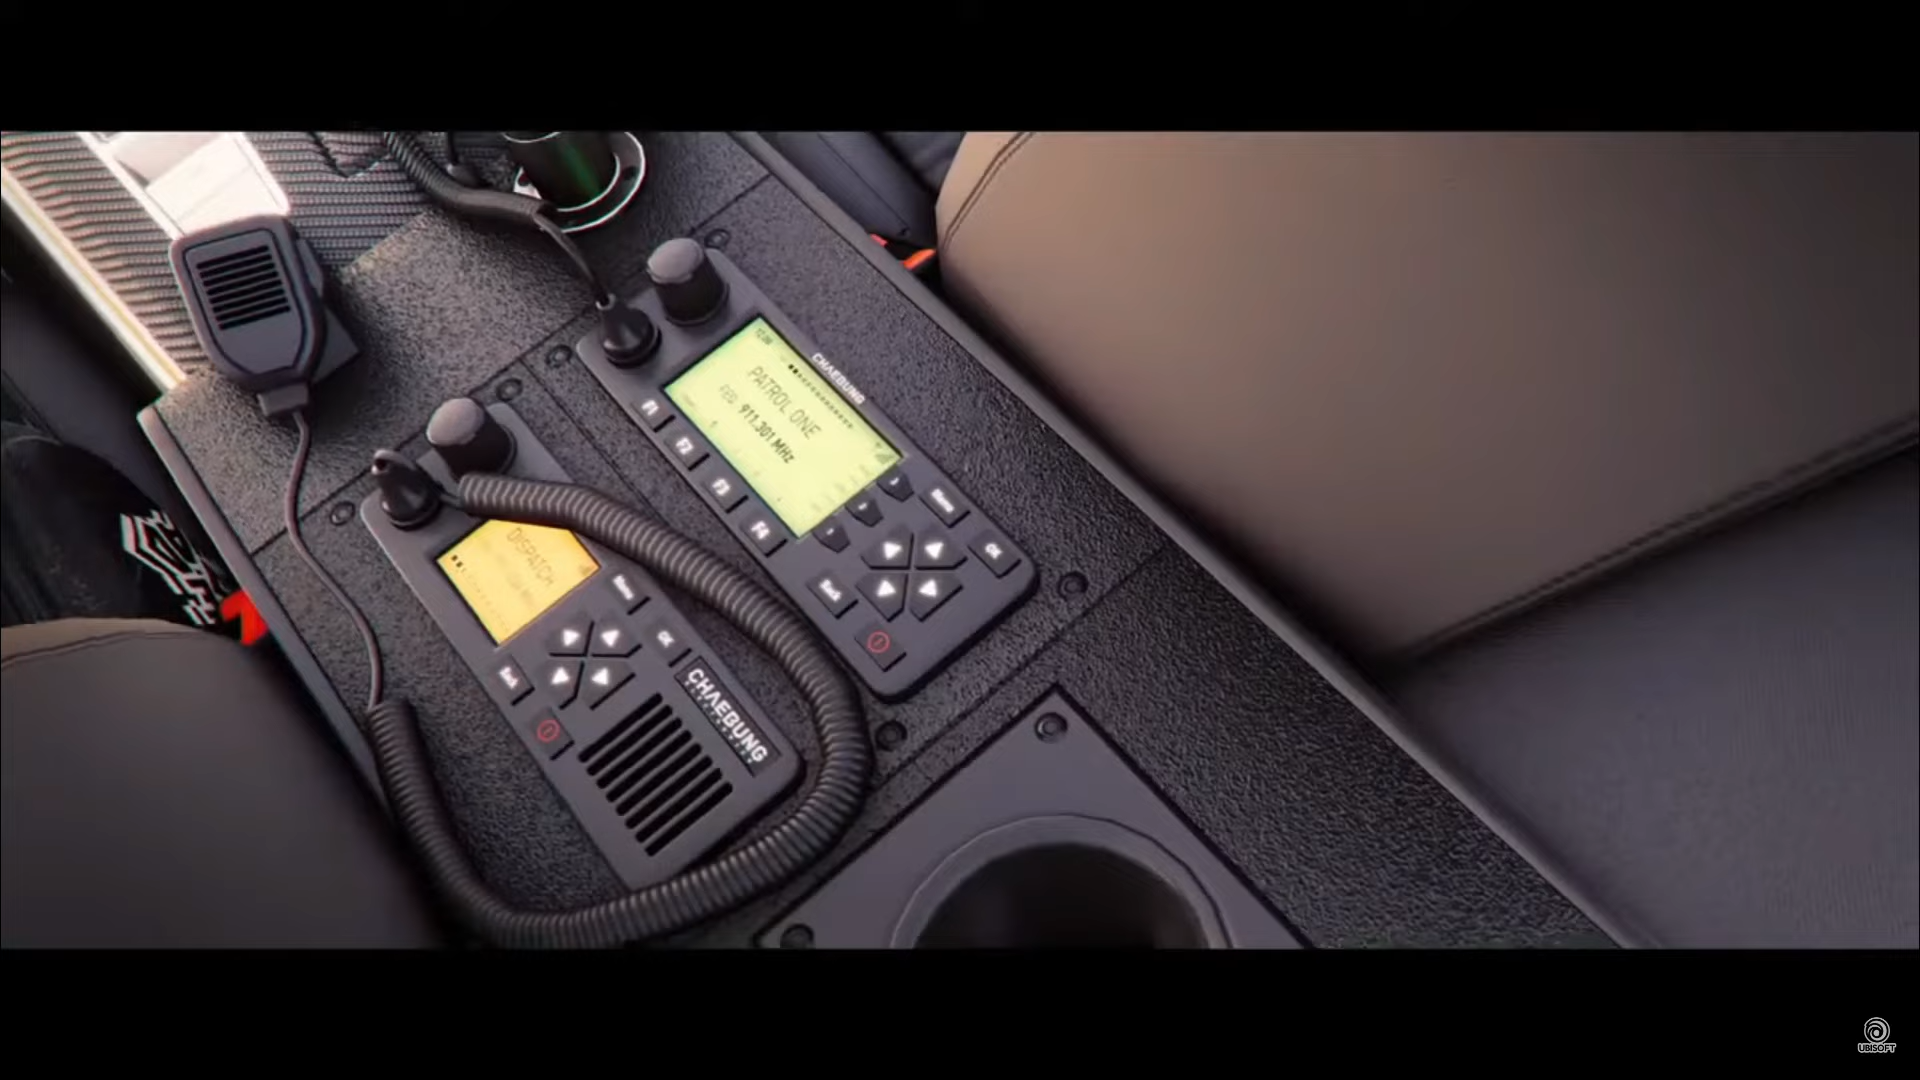 CHAEBUNG
PATROL ONE
911.301 MHz
F1
F2
F3
F4
Menu
OK
Back
DISPATCH
Menu
OK
Back
CHAEBUNG
ELECTRONICS
UBISOFT